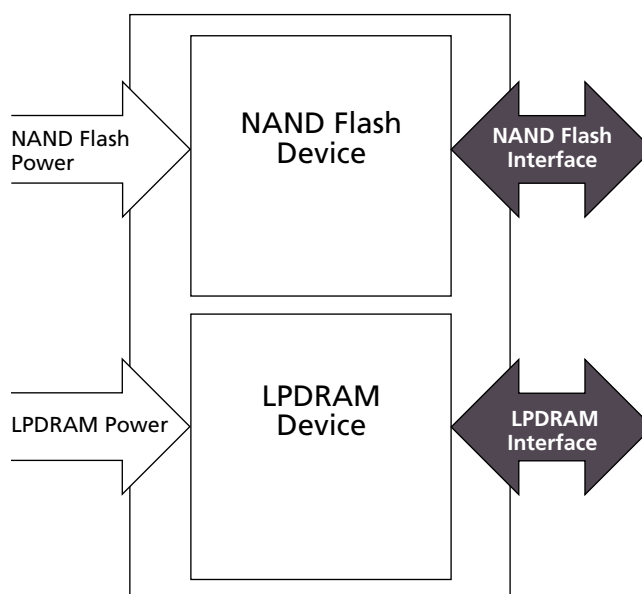 NAND Flash
Device
NAND Flash
Power
NAND Flash
Interface
LPDRAM
Device
LPDRAM Power
LPDRAM
Interface